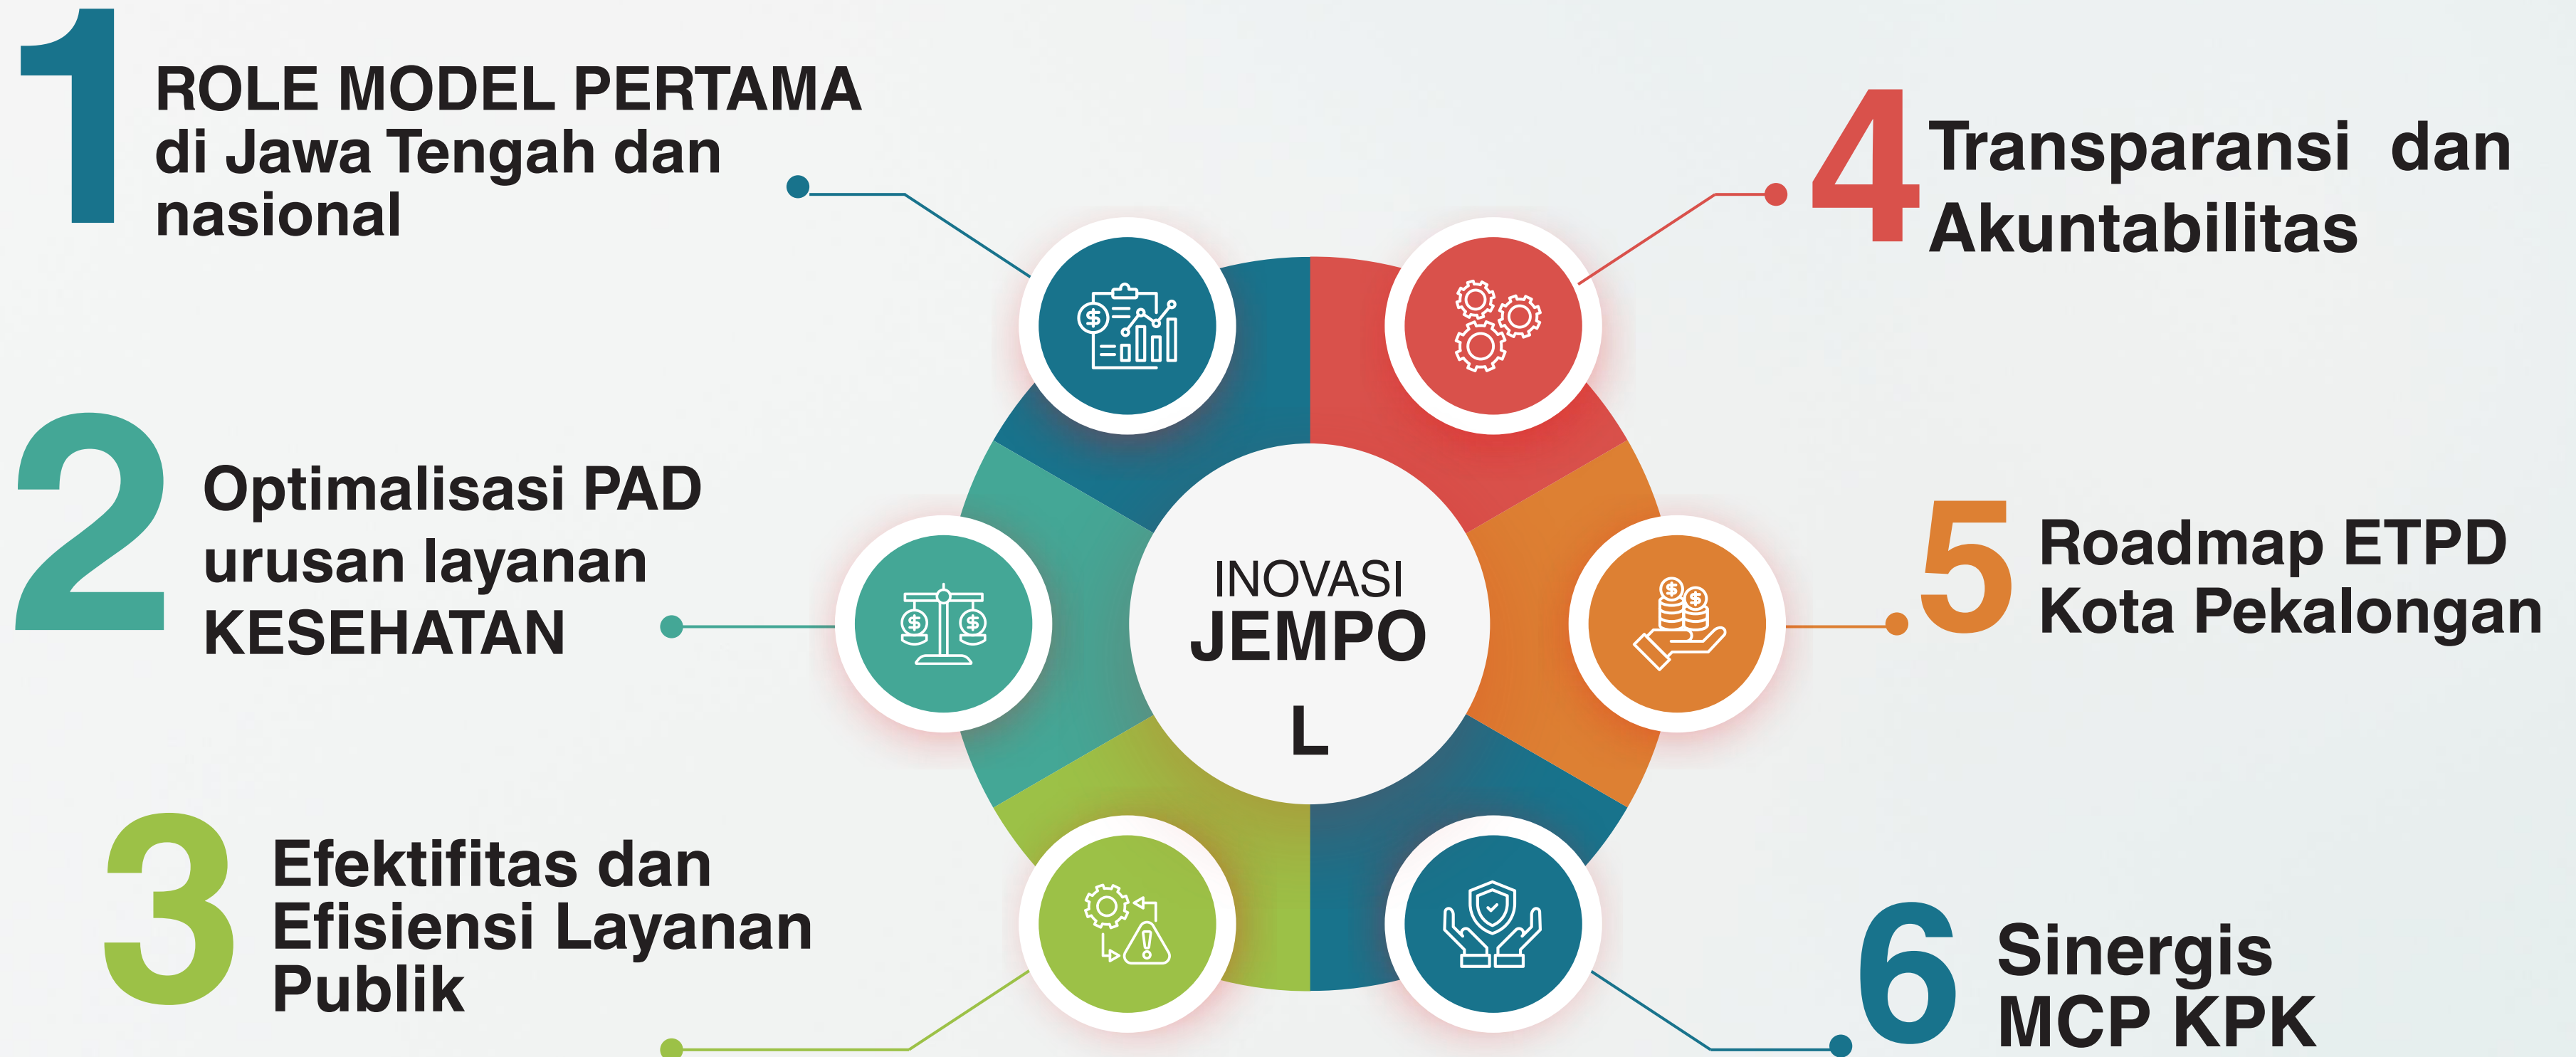 1
ROLE MODEL PERTAMA
di Jawa Tengah dan
nasional
2
Optimalisasi PAD
urusan layanan
KESEHATAN
3
Efektifitas dan
Efisiensi Layanan
Publik
INOVASI
JEMPO
L
4
Transparansi dan
Akuntabilitas
5
Roadmap ETPD
Kota Pekalongan
6
Sinergis
MCP KPK